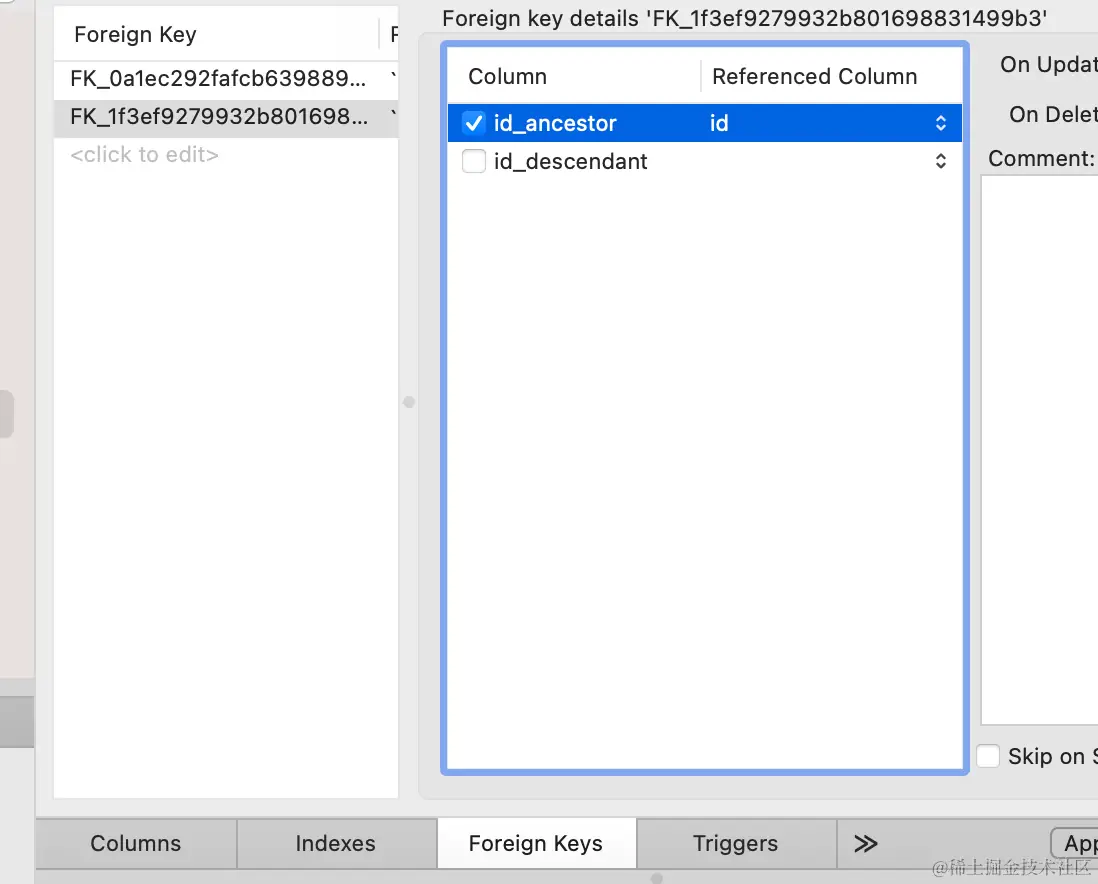 Foreign Key
FK_0a1ec292fafcb639889...
FK_1f3ef9279932b801698...
<click to edit>
Foreign key details 'FK_1f3ef9279932b801698831499b3'
Column Referenced Column
id_ancestor id
id_descendant
On Updat
On Delet
Comment:
Skip on S
Columns Indexes Foreign Keys Triggers App
@稀土掘金技术社区